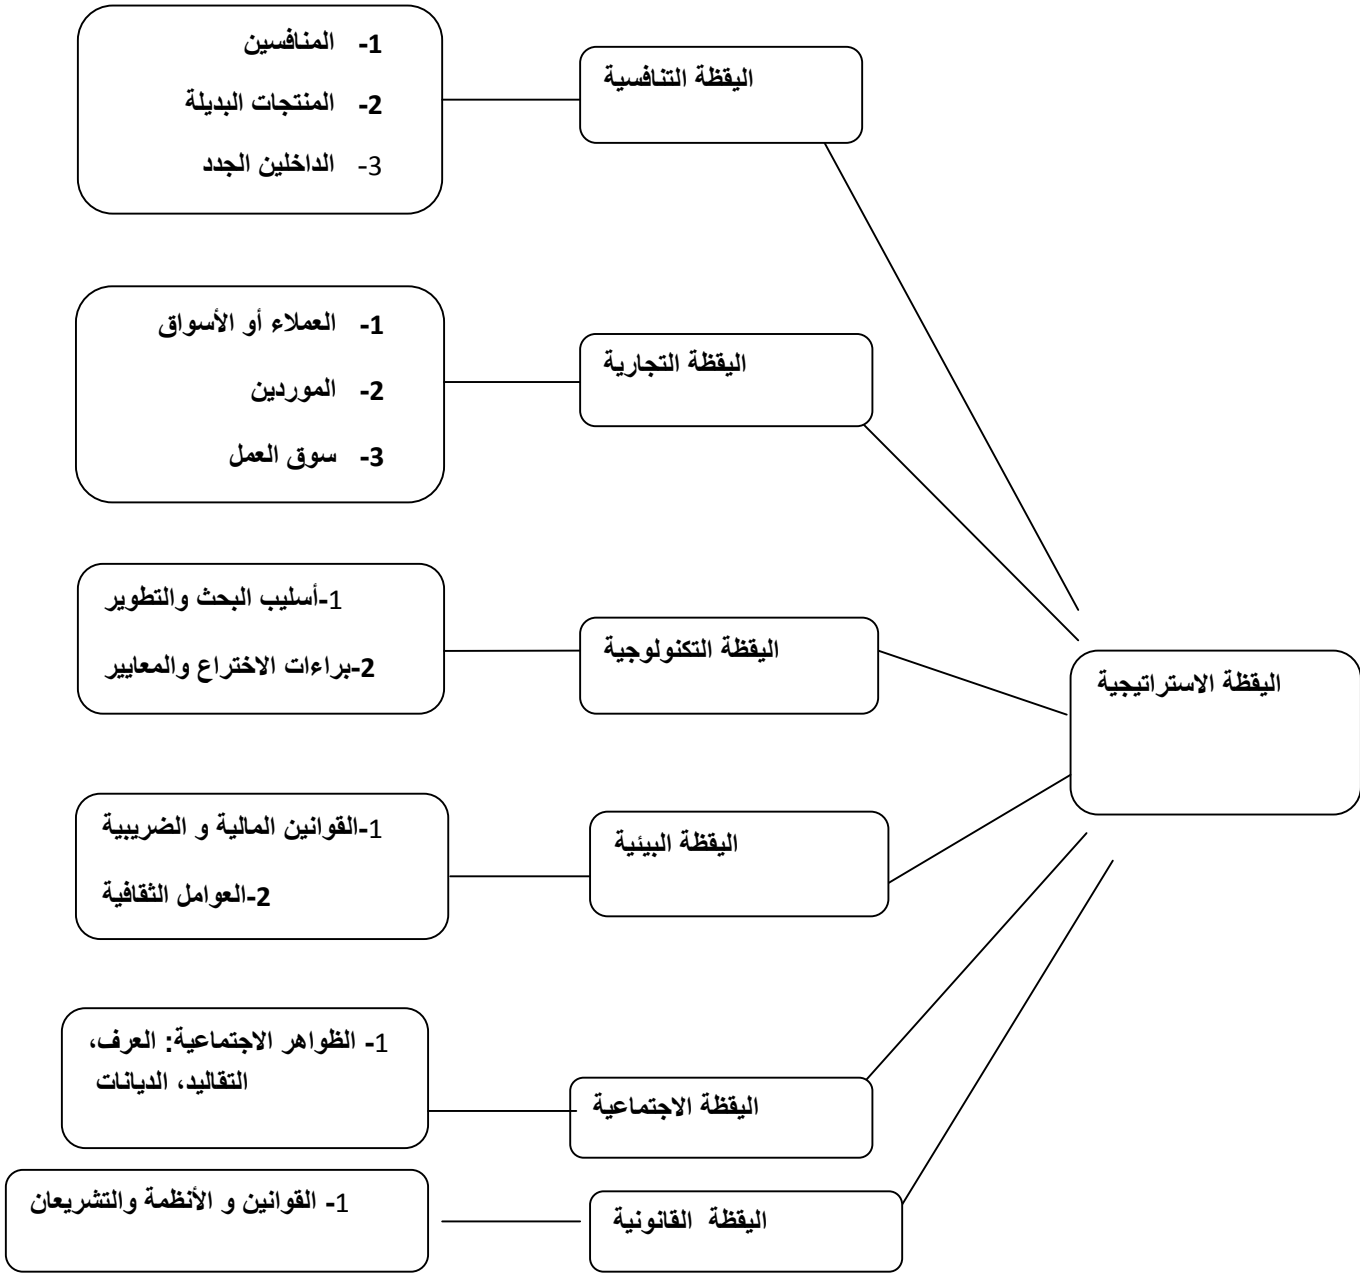 اليقظة الاستراتيجية
اليقظة التنافسية
1- المنافسين
2- المنتجات البديلة
3- الداخلين الجدد
اليقظة التجارية
1- العملاء أو الأسواق
2- الموردين
3- سوق العمل
اليقظة التكنولوجية
1-أسليب البحث والتطوير
2-براءات الاختراع والمعايير
اليقظة البيئية
1-القوانين المالية و الضريبية
2-العوامل الثقافية
اليقظة الاجتماعية
1- الظواهر الاجتماعية: العرف،
التقاليد، الديانات
اليقظة القانونية
1- القوانين و الأنظمة والتشريعان